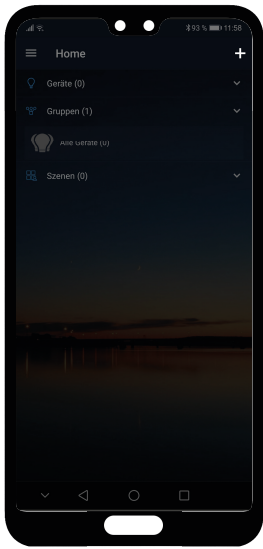 93 % 11:58
Home
Geräte (0)
Gruppen (1)
Alle Geräte (0)
Szenen (0)